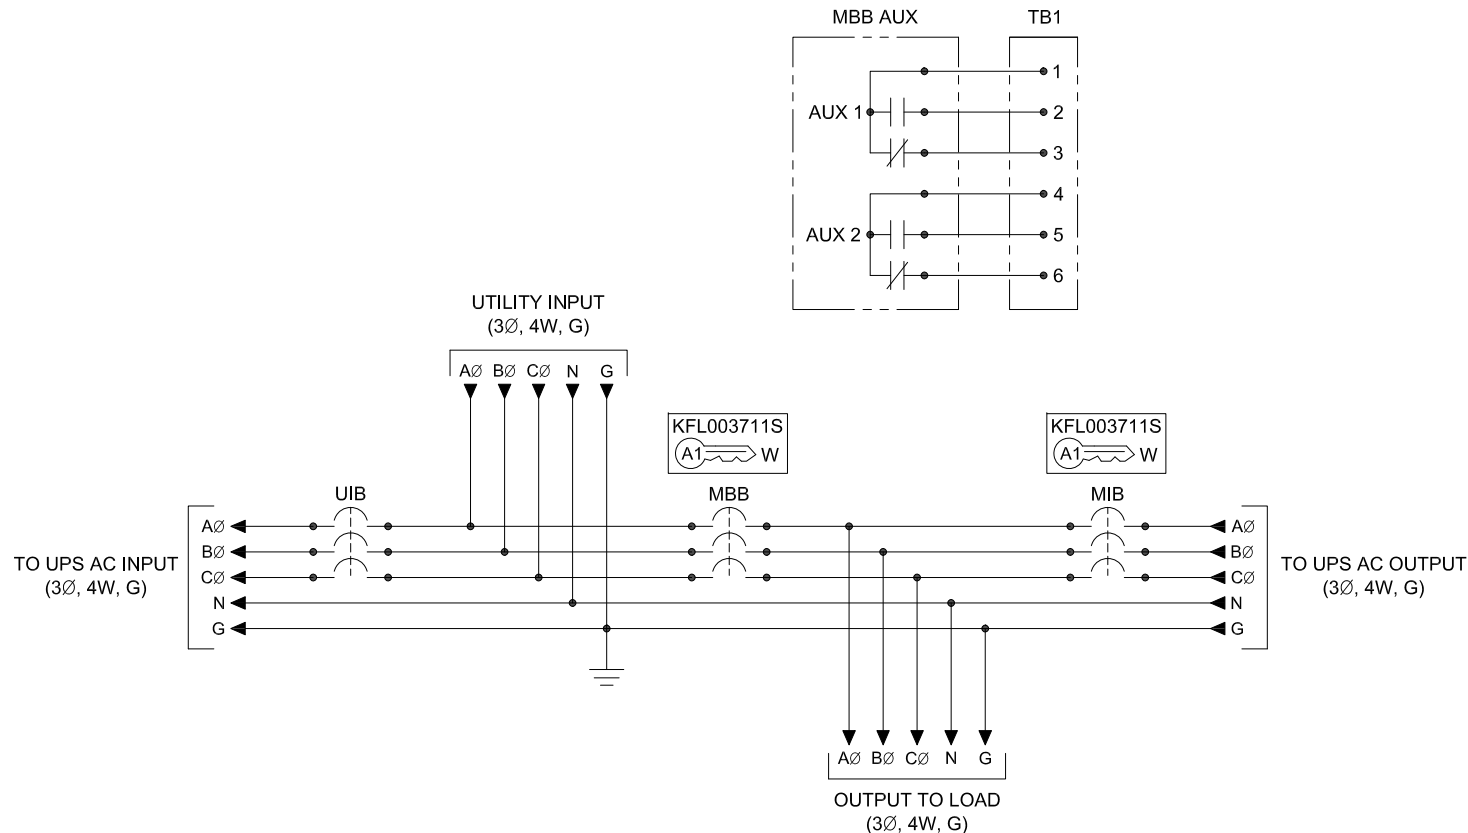 MBB AUX
TB1
1
AUX 1
2
3
4
AUX 2
5
6
UTILITY INPUT
(3Ø, 4W, G)
AØ BØ CØ N G
KFL003711S
A1 W
KFL003711S
A1 W
UIB
MBB
MIB
TO UPS AC INPUT
(3Ø, 4W, G)
AØ
BØ
CØ
N
G
AØ
BØ
CØ
N
G
TO UPS AC OUTPUT
(3Ø, 4W, G)
AØ BØ CØ N G
OUTPUT TO LOAD
(3Ø, 4W, G)